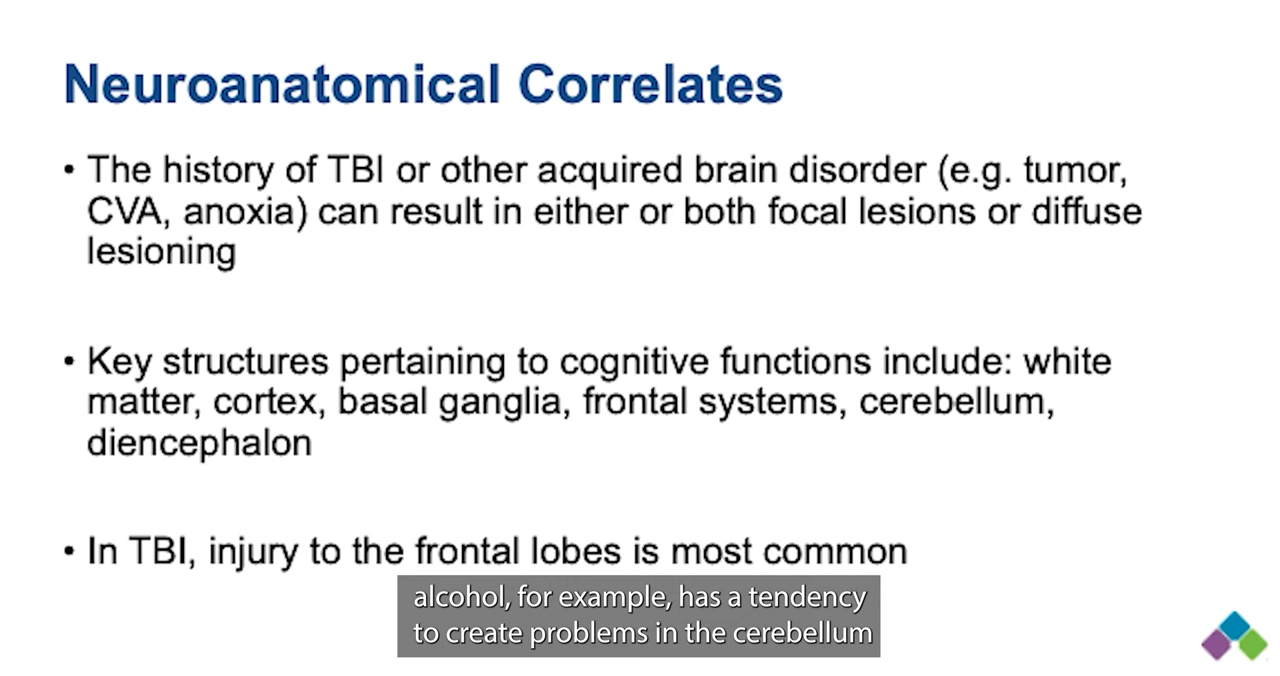 Neuroanatomical Correlates
• The history of TBI or other acquired brain disorder (e.g. tumor,
CVA, anoxia) can result in either or both focal lesions or diffuse
lesioning
• Key structures pertaining to cognitive functions include: white
matter, cortex, basal ganglia, frontal systems, cerebellum,
diencephalon
• In TBI, injury to the frontal lobes is most common
alcohol, for example, has a tendency
to create problems in the cerebellum